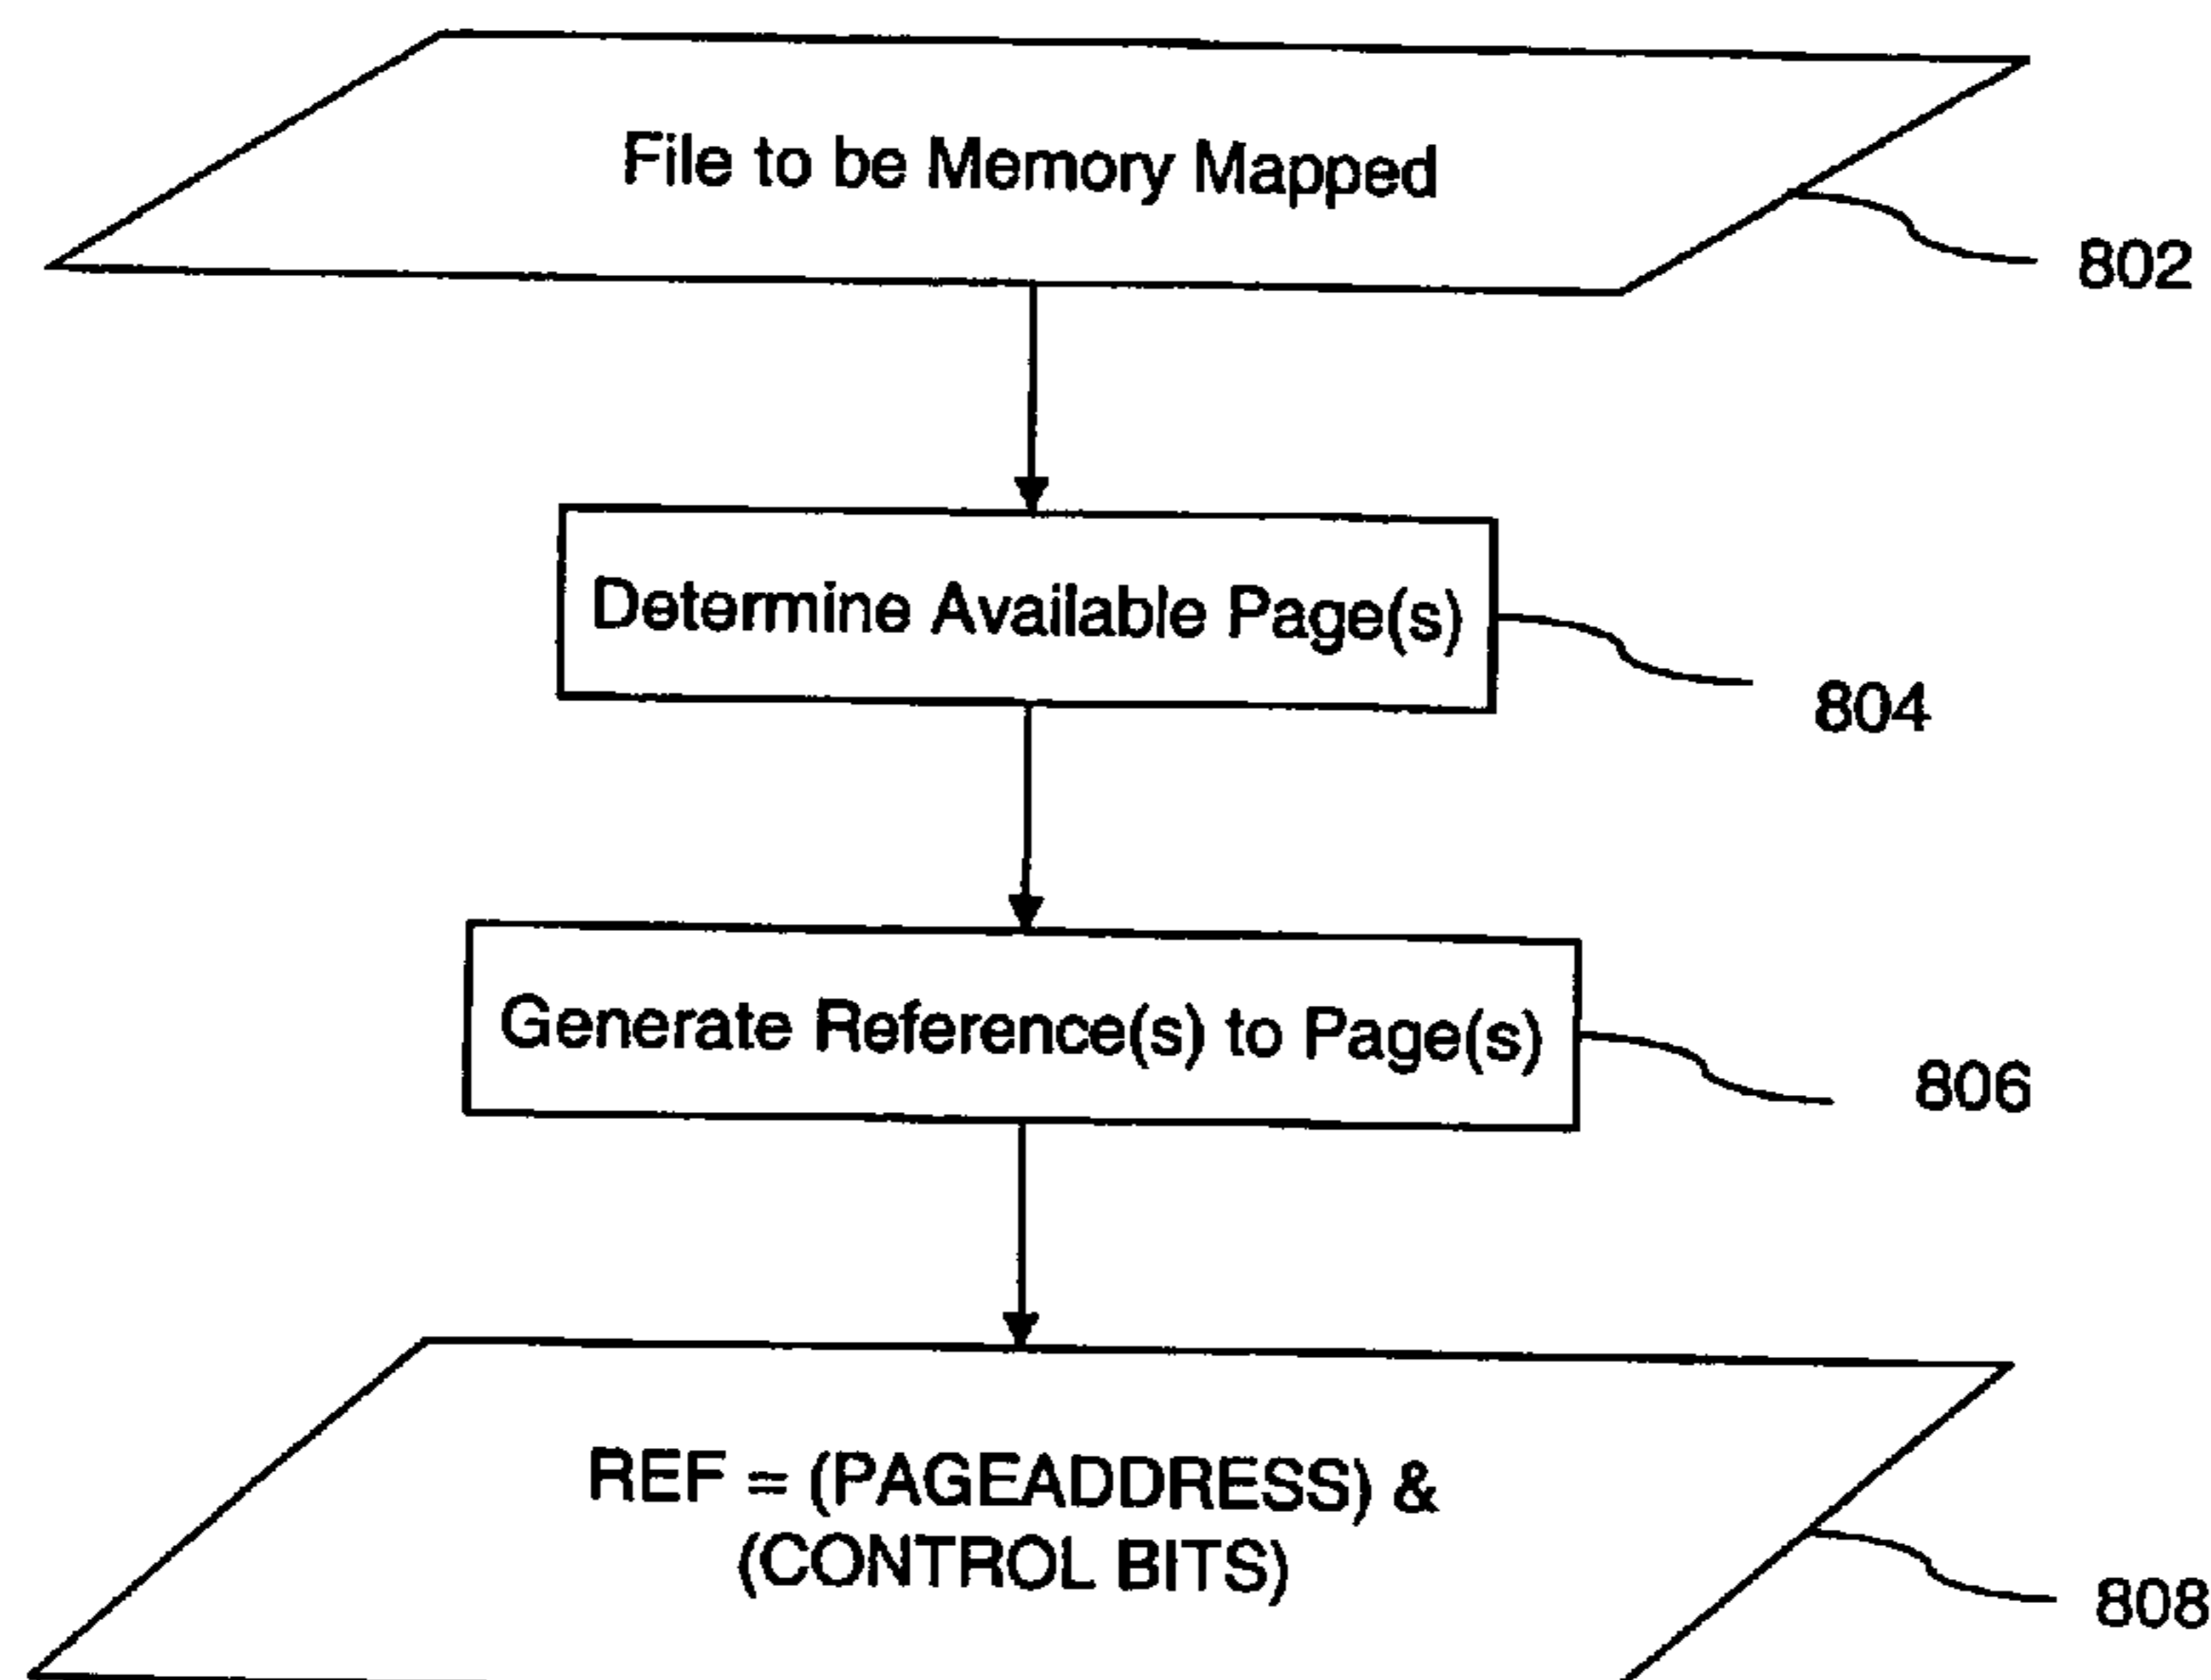 File to be Memory Mapped
802
Determine Available Page(s)
804
Generate Reference(s) to Page(s)
806
REF = (PAGEADDRESS) &
(CONTROL BITS)
808